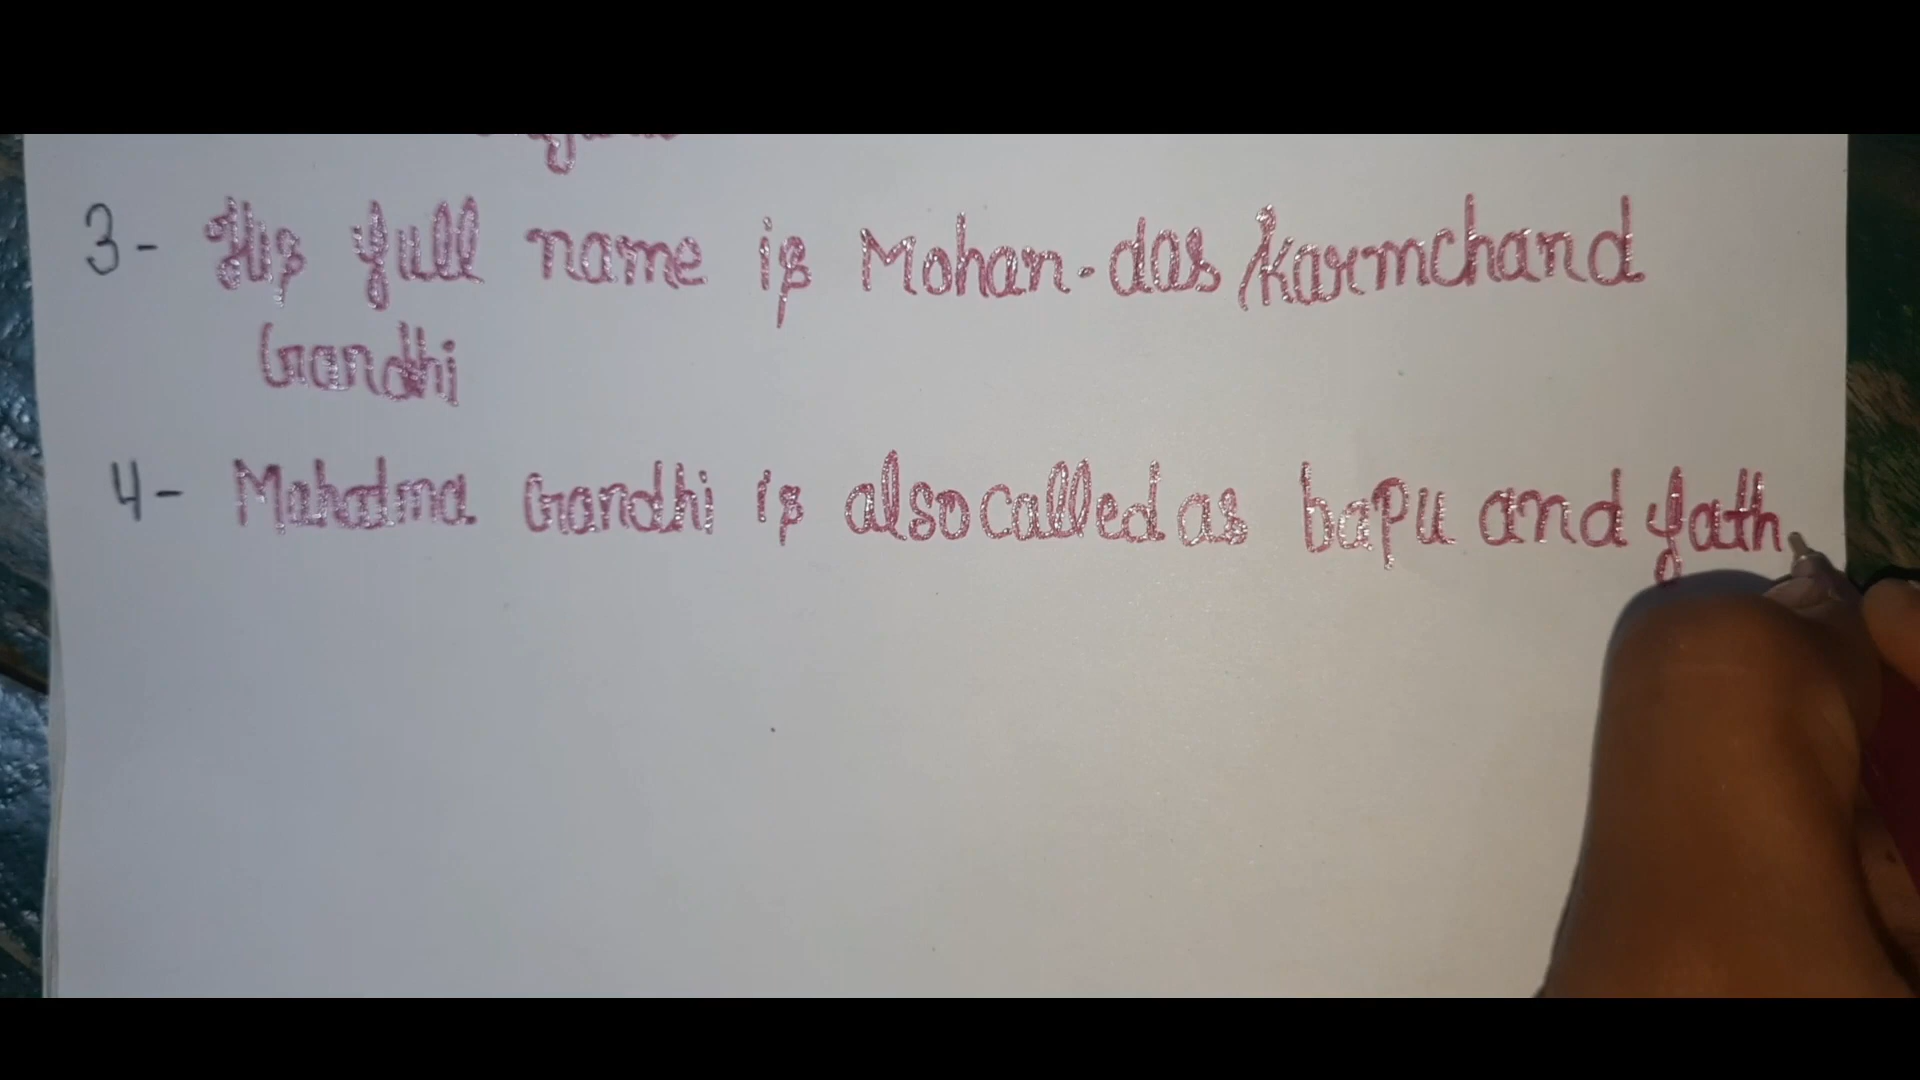 3- His full name is Mohan-das Karmchand
Gandhi
4- Mahatma Gandhi is also called as bapu and fath